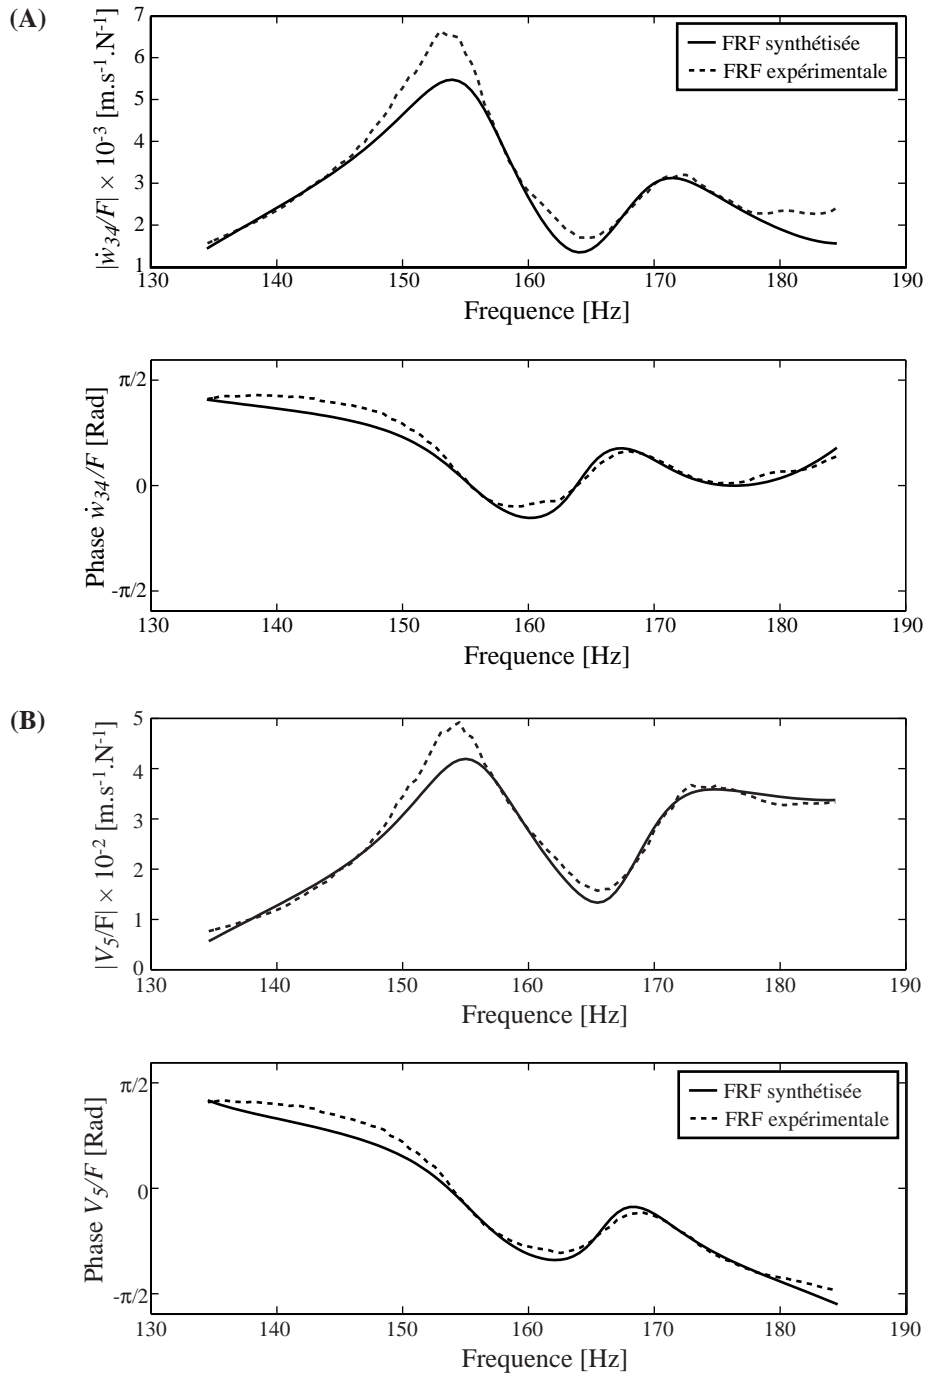 (A)
7
6
5
4
3
2
1
|ẇ34/F| × 10-3 [m.s-1.N-1]
FRF synthétisée
FRF expérimentale
130 140 150 160 170 180 190
Frequence [Hz]
π/2
0
-π/2
Phase ẇ34/F [Rad]
130 140 150 160 170 180 190
Frequence [Hz]
(B)
5
4
3
2
1
0
|V5/F| × 10-2 [m.s-1.N-1]
130 140 150 160 170 180 190
Frequence [Hz]
π/2
0
-π/2
Phase V5/F [Rad]
FRF synthétisée
FRF expérimentale
130 140 150 160 170 180 190
Frequence [Hz]